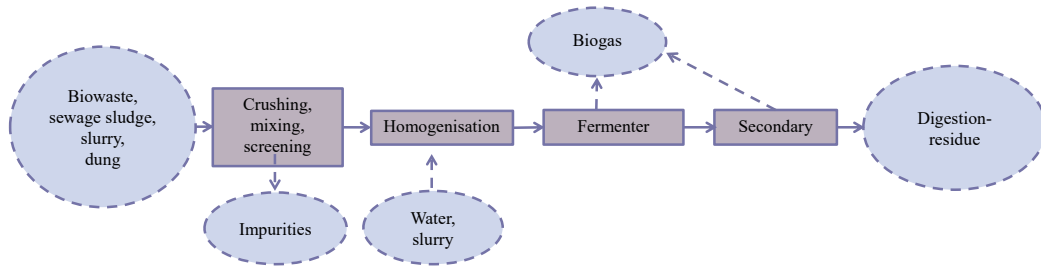 Biogas
Biowaste,
sewage sludge,
slurry,
dung
Crushing,
mixing,
screening
Homogenisation
Fermenter
Secondary
Digestion-
residue
Impurities
Water,
slurry